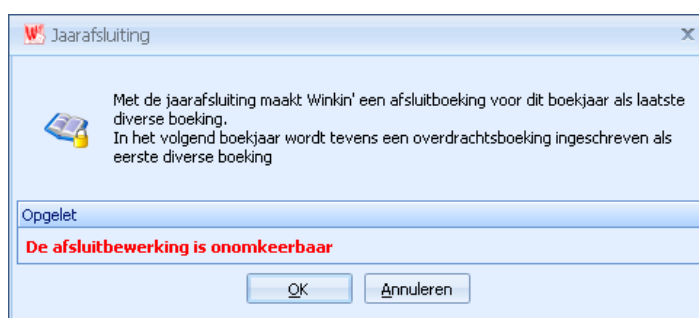 Jaarafsluiting
Met de jaarafsluiting maakt Winkin' een afsluitboeking voor dit boekjaar als laatste
diverse boeking.
In het volgend boekjaar wordt tevens een overdrachtsboeking ingeschreven als
eerste diverse boeking
Opgelet
De afsluitbewerking is onomkeerbaar
OK
Annuleren